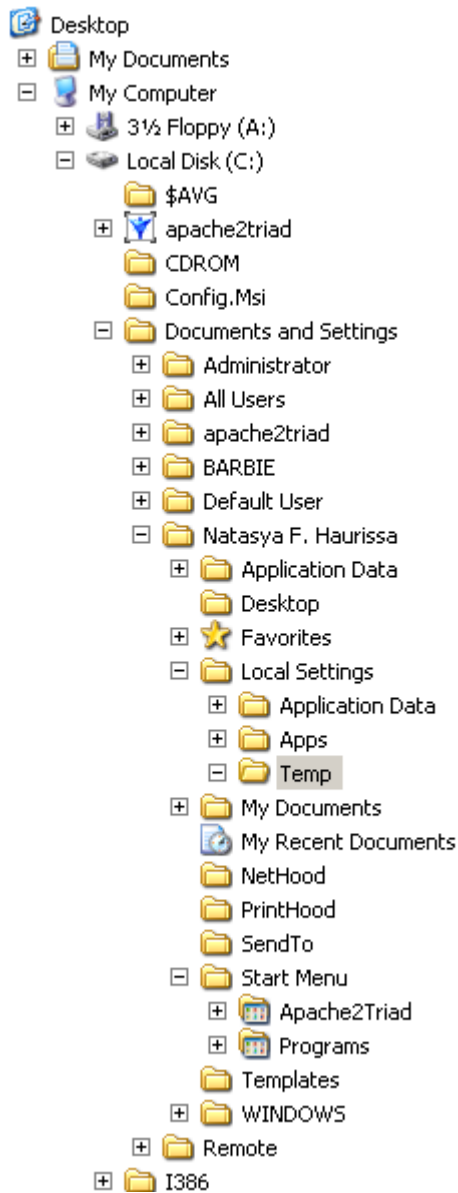 Desktop
My Documents
My Computer
3½ Floppy (A:)
Local Disk (C:)
$AVG
apache2triad
CDROM
Config.Msi
Documents and Settings
Administrator
All Users
apache2triad
BARBIE
Default User
Natasya F. Haurissa
Application Data
Desktop
Favorites
Local Settings
Application Data
Apps
Temp
My Documents
My Recent Documents
NetHood
PrintHood
SendTo
Start Menu
Apache2Triad
Programs
Templates
WINDOWS
Remote
I386